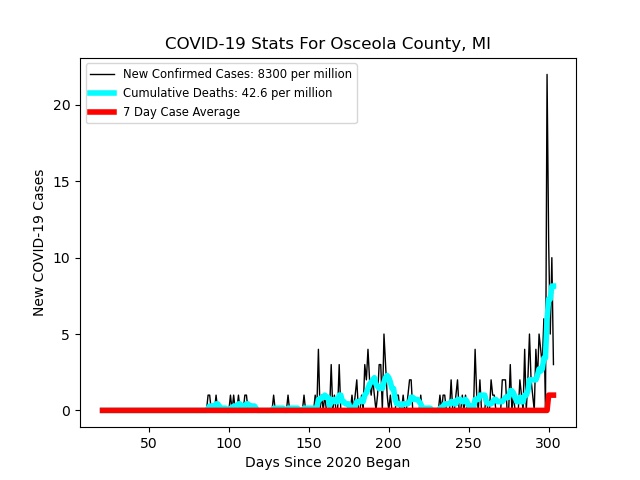 COVID-19 Stats For Osceola County, MI
New Confirmed Cases: 8300 per million
Cumulative Deaths: 42.6 per million
7 Day Case Average
New COVID-19 Cases
20
15
10
5
0
50 100 150 200 250 300
Days Since 2020 Began